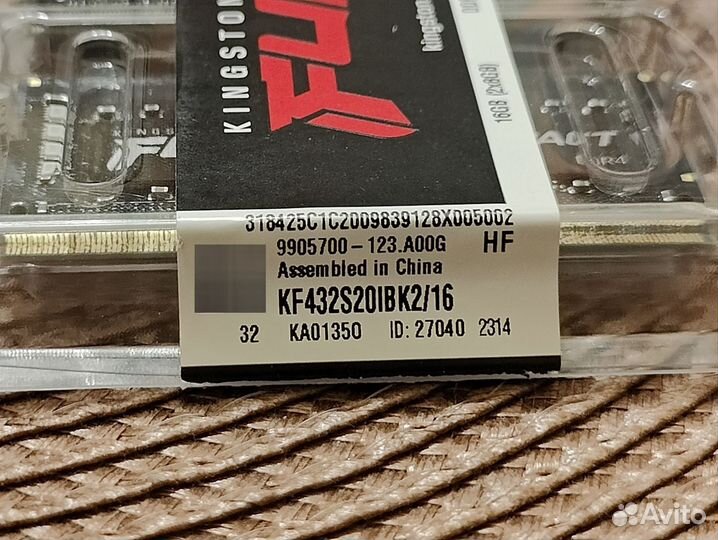 KINGSTON
FU
kingston
16GB (2x8GB)
318425C1C2009839128X005002
9905700-123.A00G HF
Assembled in China
KF432S20IBK2/16
32 KA01350 ID: 27040 2314
Avito